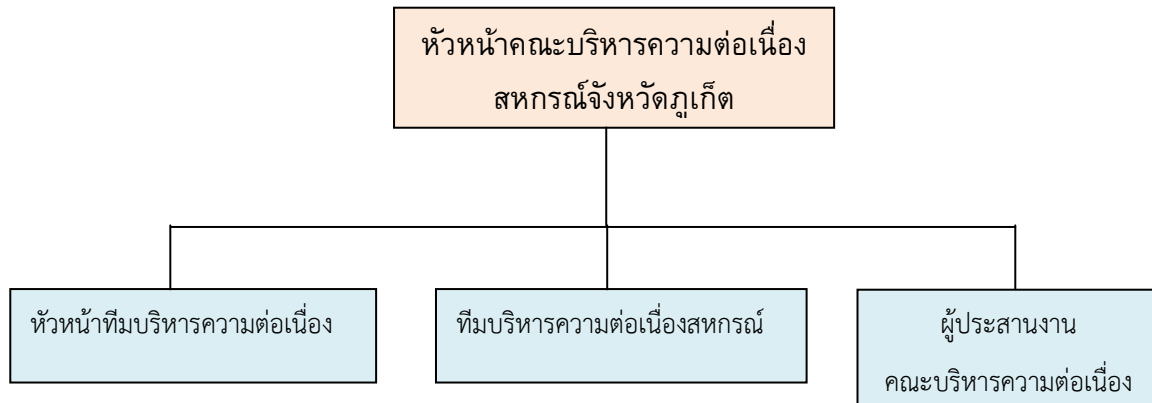 หัวหน้าคณะบริหารความต่อเนื่อง
สหกรณ์จังหวัดภูเก็ต
หัวหน้าทีมบริหารความต่อเนื่อง
ทีมบริหารความต่อเนื่องสหกรณ์
ผู้ประสานงาน
คณะบริหารความต่อเนื่อง